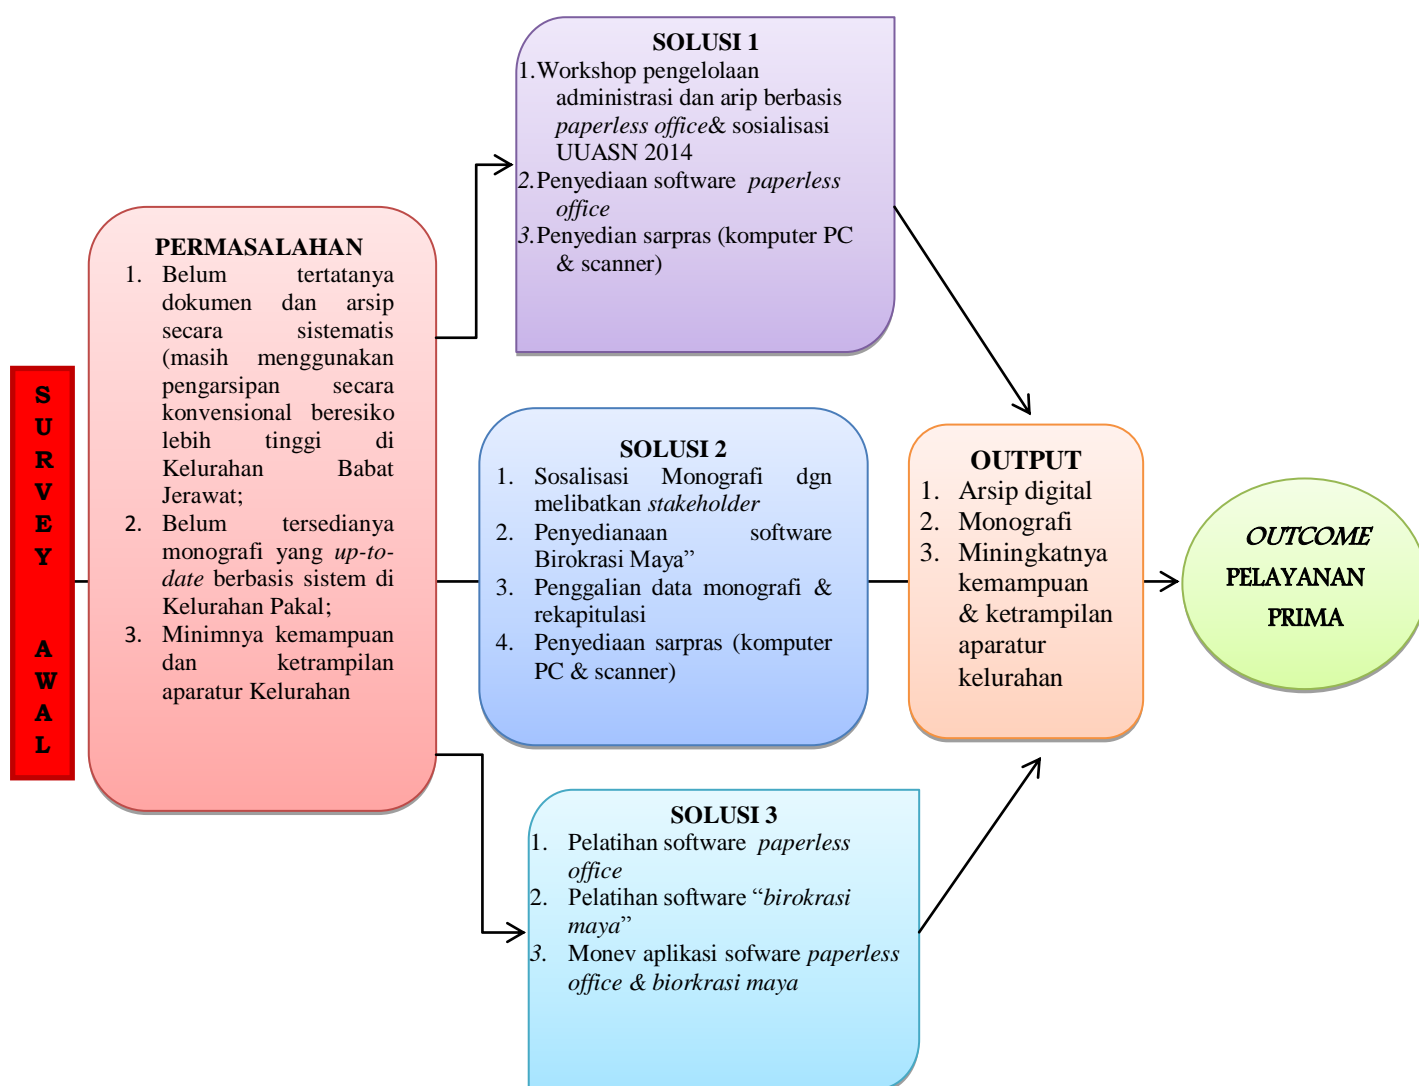 SURVEY AWAL
PERMASALAHAN
1. Belum tertatanya
dokumen dan arsip
secara sistematis
(masih menggunakan
pengarsipan secara
konvensional beresiko
lebih tinggi di
Kelurahan Babat
Jerawat;
2. Belum tersedianya
monografi yang up-to-
date berbasis sistem di
Kelurahan Pakal;
3. Minimnya kemampuan
dan ketrampilan
aparatur Kelurahan
SOLUSI 1
1.Workshop pengelolaan
administrasi dan arip berbasis
paperless office& sosialisasi
UUASN 2014
2.Penyediaan software paperless
office
3.Penyedian sarpras (komputer PC
& scanner)
SOLUSI 2
1. Sosalisasi Monografi dgn
melibatkan stakeholder
2. Penyedianaan software
Birokrasi Maya”
3. Penggalian data monografi &
rekapitulasi
4. Penyediaan sarpras (komputer
PC & scanner)
SOLUSI 3
1. Pelatihan software paperless
office
2. Pelatihan software “birokrasi
maya”
3. Monev aplikasi sofware paperless
office & biorkrasi maya
OUTPUT
1. Arsip digital
2. Monografi
3. Miningkatnya
kemampuan
& ketrampilan
aparatur
kelurahan
OUTCOME
PELAYANAN
PRIMA